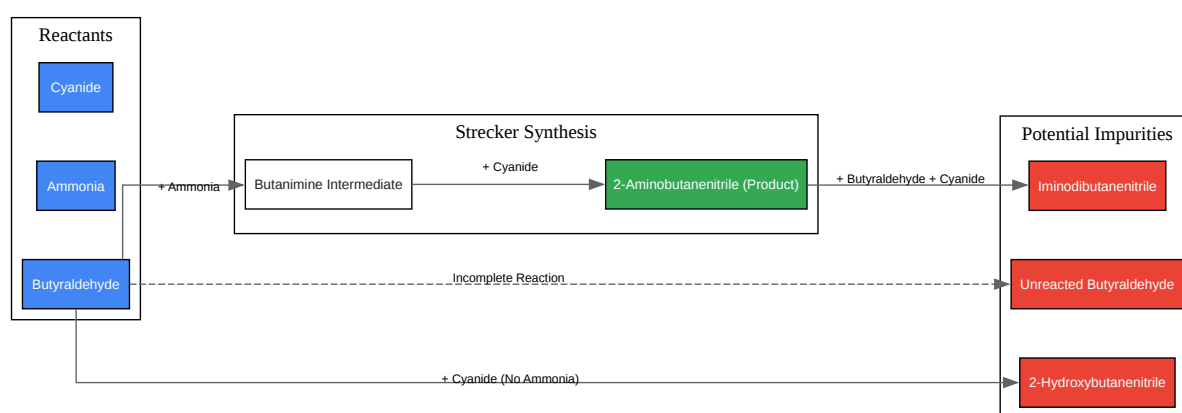 Reactants
Cyanide
Ammonia
Butyraldehyde
+ Ammonia
Strecker Synthesis
Butanimine Intermediate
+ Cyanide
2-Aminobutanenitrile (Product)
+ Butyraldehyde + Cyanide
Incomplete Reaction
+ Cyanide (No Ammonia)
Potential Impurities
Iminodibutanenitrile
Unreacted Butyraldehyde
2-Hydroxybutanenitrile